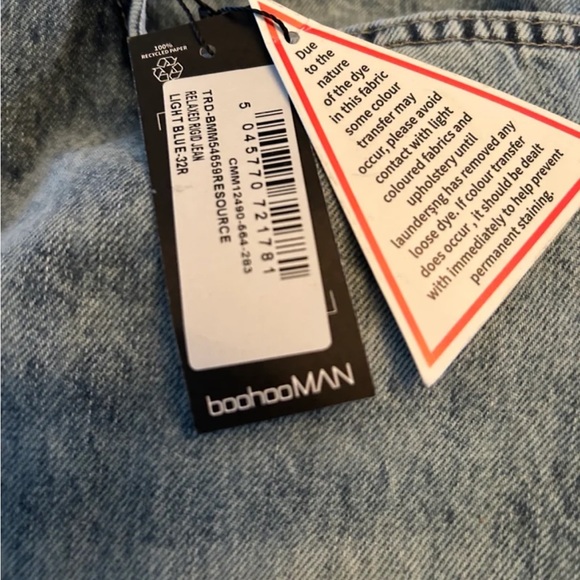 100%
RECYCLED PAPER
TRD-BMM54659RESOURCE
RELAXED RIGID JEAN
LIGHT BLUE-32R
5 045770 721781
CMM12490-564-283
boohooMAN
Due
to the
nature
of the dye
in this fabric
some colour
transfer may
occur, please avoid
contact with light
coloured fabrics and
upholstery until
laundering has removed any
loose dye. If colour transfer
does occur, it should be dealt
with immediately to help prevent
permanent staining.